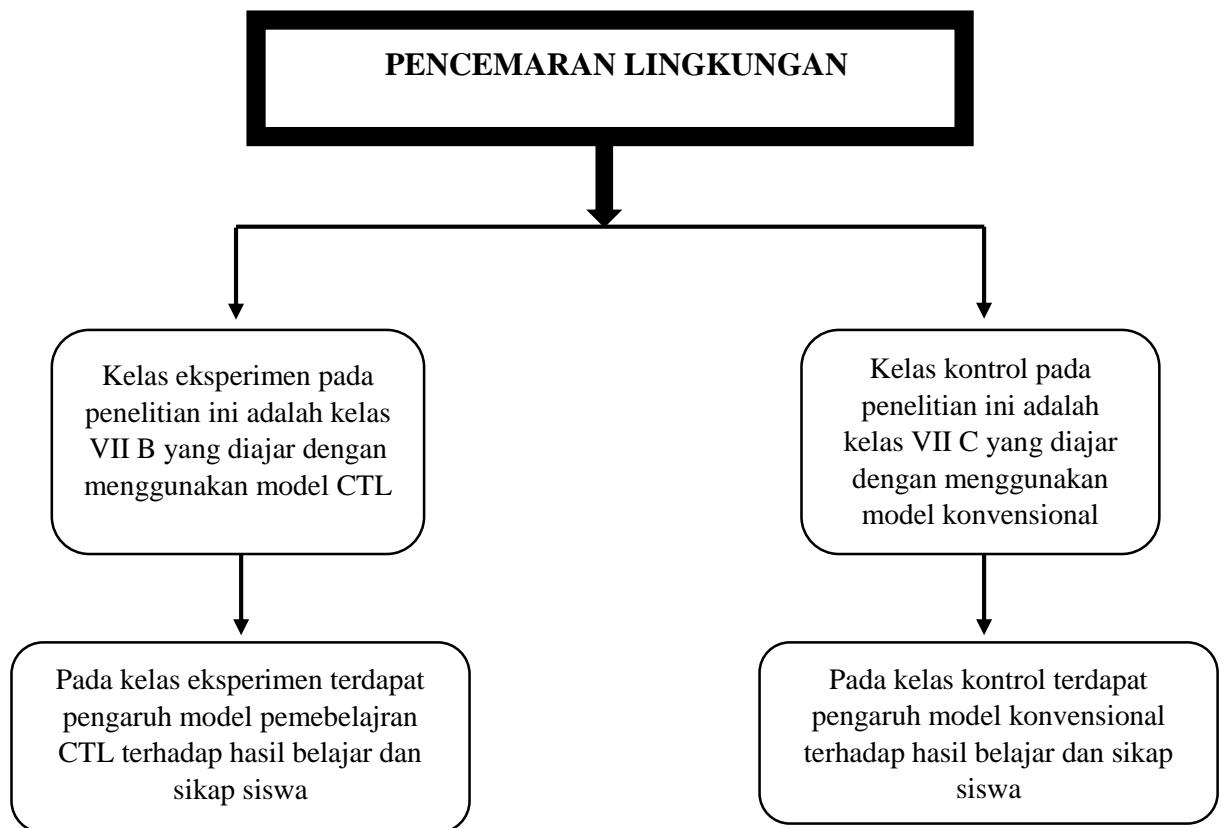 PENCEMARAN LINGKUNGAN
Kelas eksperimen pada
penelitian ini adalah kelas
VII B yang diajar dengan
menggunakan model CTL
Kelas kontrol pada
penelitian ini adalah
kelas VII C yang diajar
dengan menggunakan
model konvensional
Pada kelas eksperimen terdapat
pengaruh model pemebelajran
CTL terhadap hasil belajar dan
sikap siswa
Pada kelas kontrol terdapat
pengaruh model konvensional
terhadap hasil belajar dan sikap
siswa